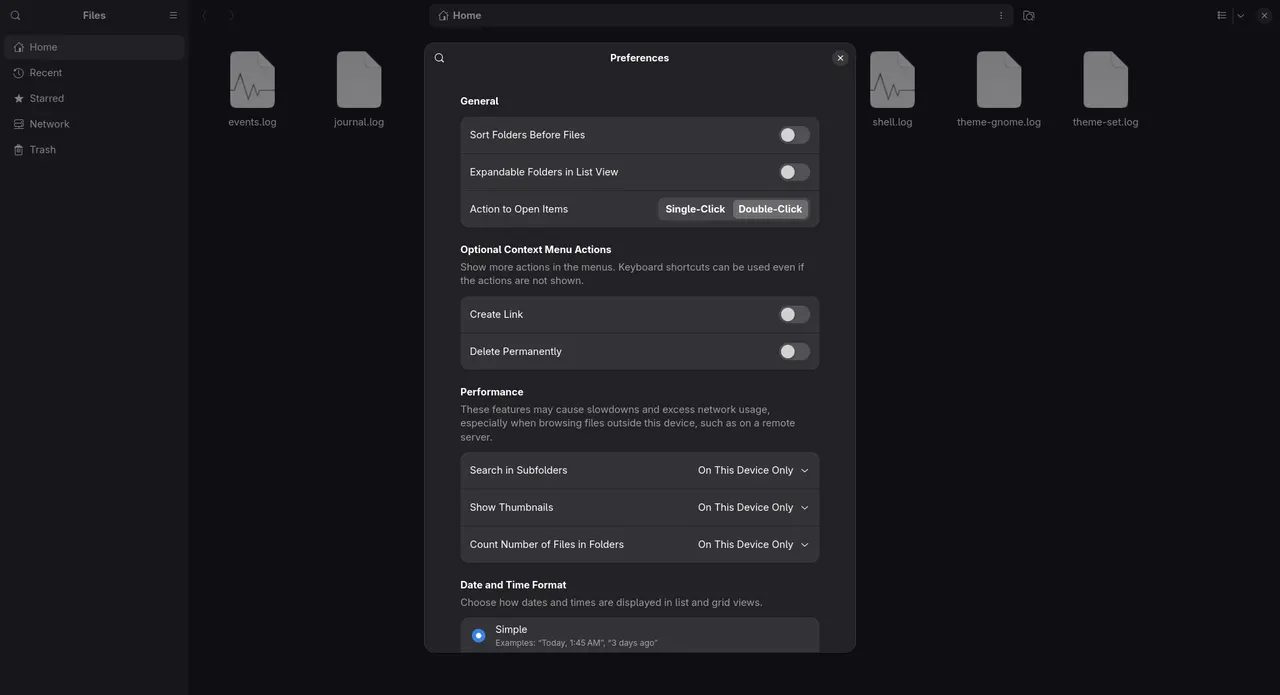 Files
Home
Home
Recent
Starred
Network
Trash
events.log
journal.log
shell.log
theme-gnome.log
theme-set.log
Preferences
General
Sort Folders Before Files
Expandable Folders in List View
Action to Open Items
Single-Click
Double-Click
Optional Context Menu Actions
Show more actions in the menus. Keyboard shortcuts can be used even if
the actions are not shown.
Create Link
Delete Permanently
Performance
These features may cause slowdowns and excess network usage,
especially when browsing files outside this device, such as on a remote
server.
Search in Subfolders
On This Device Only
Show Thumbnails
On This Device Only
Count Number of Files in Folders
On This Device Only
Date and Time Format
Choose how dates and times are displayed in list and grid views.
Simple
Examples: “Today, 1:45 AM”, “3 days ago”